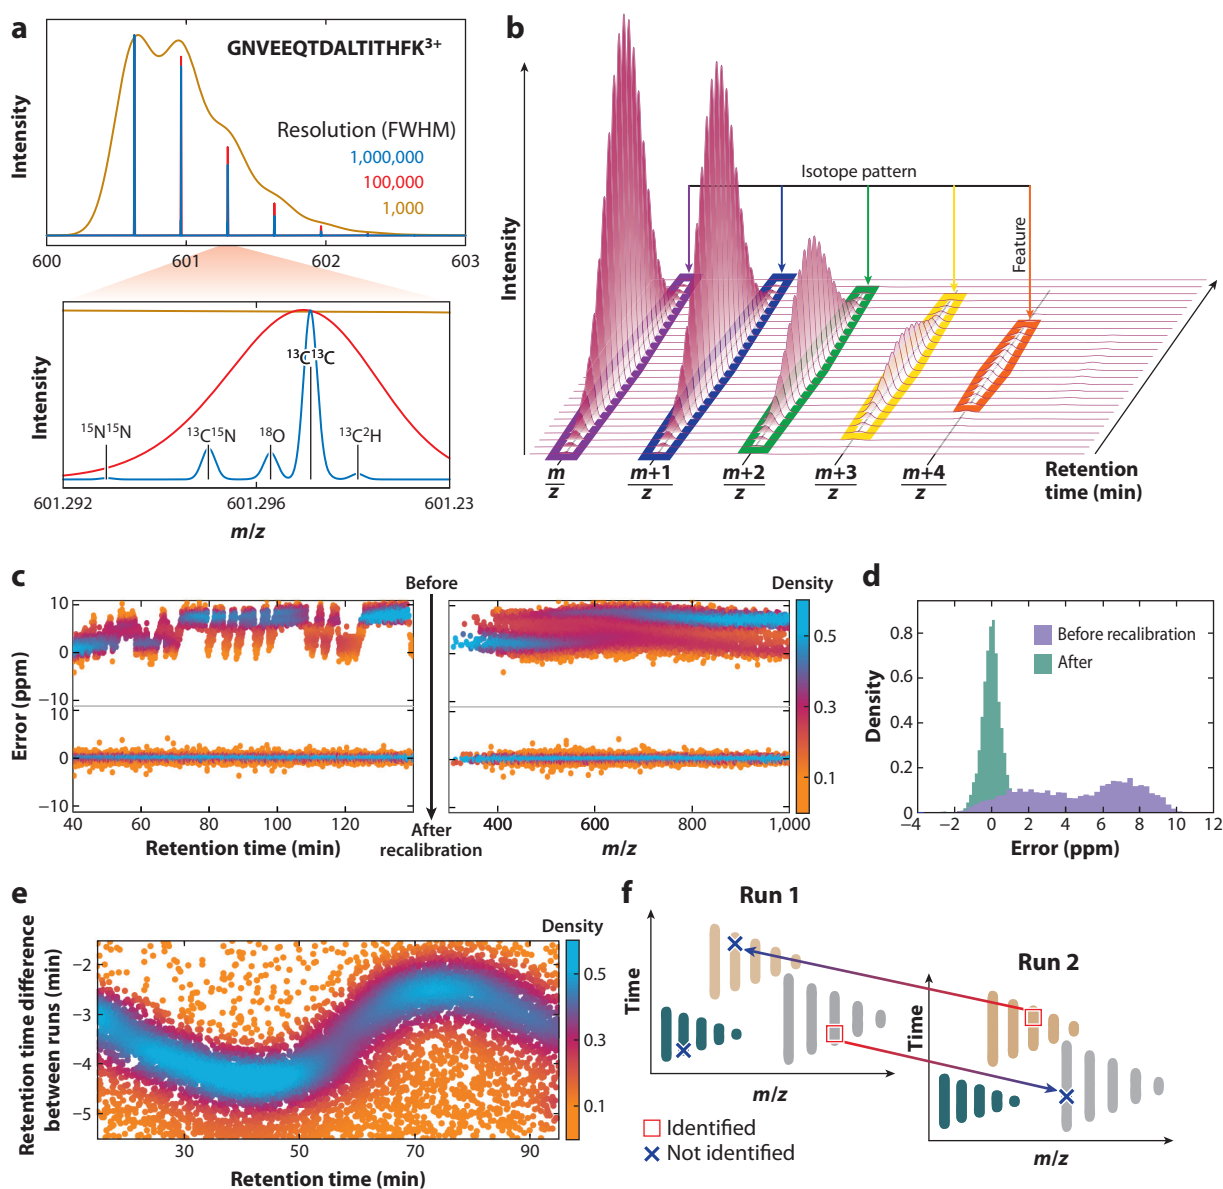 a
GNVEEQTDALTITHFK³⁺
Intensity
Resolution (FWHM)
1,000,000
100,000
1,000
600
601
602
603
Intensity
¹⁵N¹⁵N
¹³C¹⁵N
¹⁸O
¹³C¹³C
¹³C²H
601.292
601.296
601.23
m/z
b
Intensity
Isotope pattern
Feature
m/z
m+1/z
m+2/z
m+3/z
m+4/z
Retention
time (min)
c
Before
After
recalibration
Error (ppm)
10
0
−10
10
0
−10
40
60
80
100
120
Retention time (min)
400
600
800
1,000
m/z
Density
0.5
0.3
0.1
d
Before recalibration
After
Density
0.8
0.6
0.4
0.2
0
−4
−2
0
2
4
6
8
10
12
Error (ppm)
e
Retention time difference
between runs (min)
−2
−3
−4
−5
30
50
70
90
Retention time (min)
Density
0.5
0.3
0.1
f
Run 1
Time
m/z
Run 2
Time
m/z
Identified
Not identified